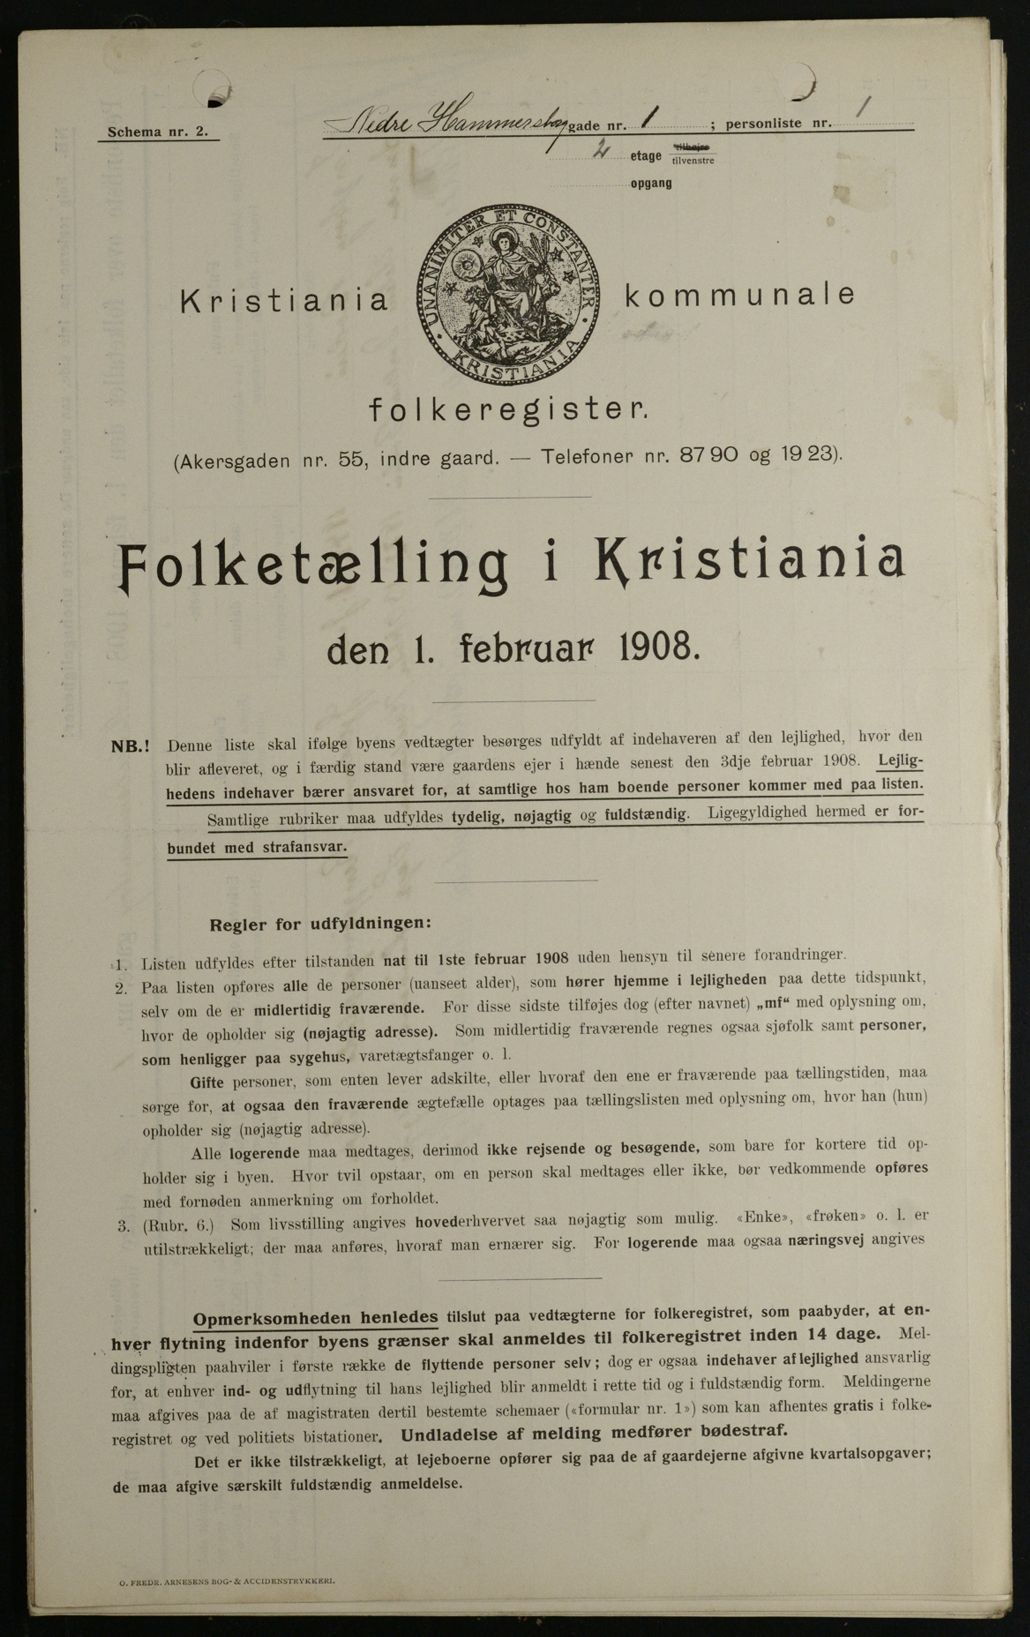 Schema nr. 2.
Nedre Hammersborg gade nr. 1 ; personliste nr. 1
2 etage tilhøjre tilvenstre
opgang
UNANIMITER ET CONSTANTER
KRISTIANIA
Kristiania kommunale
folkeregister.
(Akersgaden nr. 55, indre gaard. — Telefoner nr. 87 90 og 19 23).
Folketælling i Kristiania
den 1. februar 1908.
NB.! Denne liste skal ifølge byens vedtægter besørges udfyldt af indehaveren af den lejlighed, hvor den
blir afleveret, og i færdig stand være gaardens ejer i hænde senest den 3dje februar 1908. Lejlig-
hedens indehaver bærer ansvaret for, at samtlige hos ham boende personer kommer med paa listen.
Samtlige rubriker maa udfyldes tydelig, nøjagtig og fuldstændig. Ligegyldighed hermed er for-
bundet med strafansvar.
Regler for udfyldningen:
1. Listen udfyldes efter tilstanden nat til 1ste februar 1908 uden hensyn til senere forandringer.
2. Paa listen opføres alle de personer (uanseet alder), som hører hjemme i lejligheden paa dette tidspunkt,
selv om de er midlertidig fraværende. For disse sidste tilføjes dog (efter navnet) „mf“ med oplysning om,
hvor de opholder sig (nøjagtig adresse). Som midlertidig fraværende regnes ogsaa sjøfolk samt personer,
som henligger paa sygehus, varetægtsfanger o. l.
Gifte personer, som enten lever adskilte, eller hvoraf den ene er fraværende paa tællingstiden, maa
sørge for, at ogsaa den fraværende ægtefælle optages paa tællingslisten med oplysning om, hvor han (hun)
opholder sig (nøjagtig adresse).
Alle logerende maa medtages, derimod ikke rejsende og besøgende, som bare for kortere tid op-
holder sig i byen. Hvor tvil opstaar, om en person skal medtages eller ikke, bør vedkommende opføres
med fornøden anmerkning om forholdet.
3. (Rubr. 6.) Som livsstilling angives hovederhvervet saa nøjagtig som mulig. «Enke», «frøken» o. l. er
utilstrækkeligt; der maa anføres, hvoraf man ernærer sig. For logerende maa ogsaa næringsvej angives
Opmerksomheden henledes tilslut paa vedtægterne for folkeregistret, som paabyder, at en-
hver flytning indenfor byens grænser skal anmeldes til folkeregistret inden 14 dage. Mel-
dingspligten paahviler i første række de flyttende personer selv; dog er ogsaa indehaver af lejlighed ansvarlig
for, at enhver ind- og udflytning til hans lejlighed blir anmeldt i rette tid og i fuldstændig form. Meldingerne
maa afgives paa de af magistraten dertil bestemte schemaer («formular nr. 1») som kan afhentes gratis i folke-
registret og ved politiets bistationer. Undladelse af melding medfører bødestraf.
Det er ikke tilstrækkeligt, at lejeboerne opfører sig paa de af gaardejerne afgivne kvartalsopgaver;
de maa afgive særskilt fuldstændig anmeldelse.
O. FREDR. ARNESENS BOG- & ACCIDENSTRYKKERI.